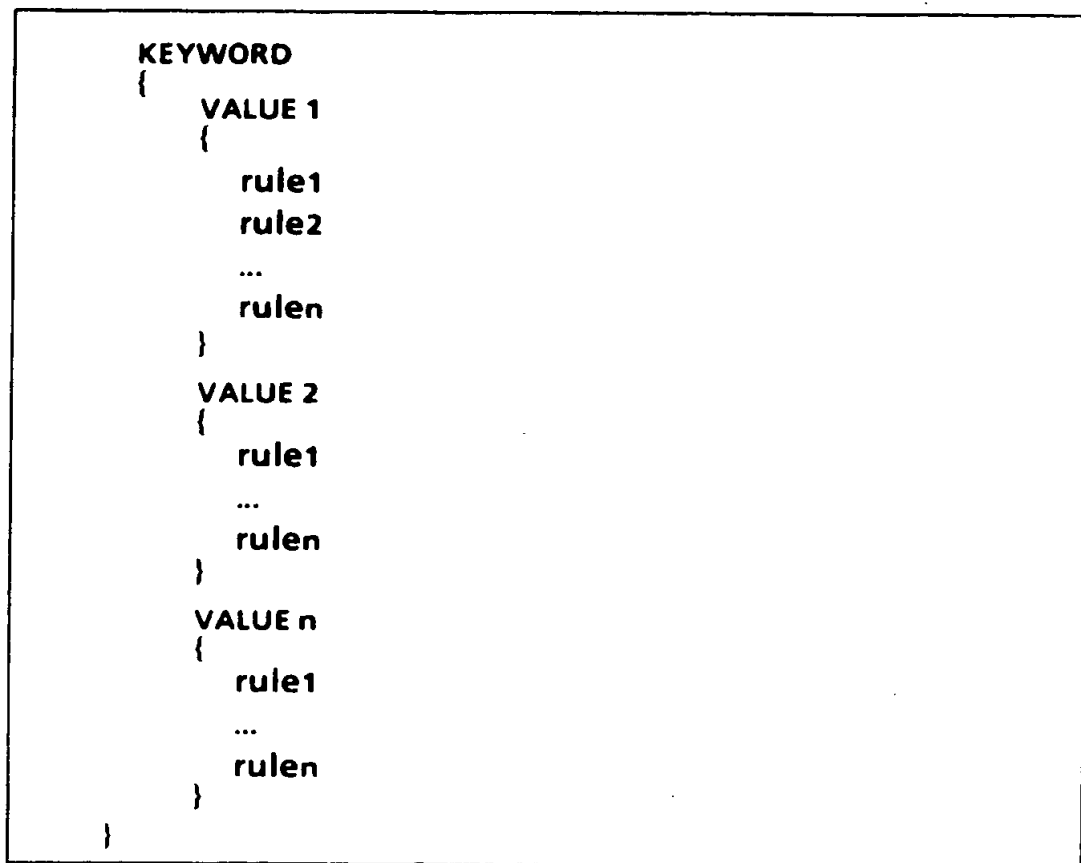 KEYWORD
{
VALUE 1
{
rule1
rule2
...
rulen
}
VALUE 2
{
rule1
...
rulen
}
VALUE n
{
rule1
...
rulen
}
}